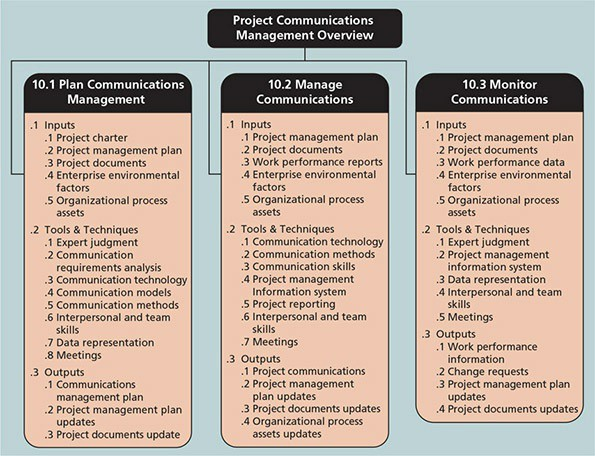 Project Communications
Management Overview
10.1 Plan Communications
Management
.1 Inputs
.1 Project charter
.2 Project management plan
.3 Project documents
.4 Enterprise environmental
factors
.5 Organizational process
assets
.2 Tools & Techniques
.1 Expert judgment
.2 Communication
requirements analysis
.3 Communication technology
.4 Communication models
.5 Communication methods
.6 Interpersonal and team
skills
.7 Data representation
.8 Meetings
.3 Outputs
.1 Communications
management plan
.2 Project management plan
updates
.3 Project documents update
10.2 Manage
Communications
.1 Inputs
.1 Project management plan
.2 Project documents
.3 Work performance reports
.4 Enterprise environmental
factors
.5 Organizational process
assets
.2 Tools & Techniques
.1 Communication technology
.2 Communication methods
.3 Communication skills
.4 Project management
Information system
.5 Project reporting
.6 Interpersonal and team
skills
.7 Meetings
.3 Outputs
.1 Project communications
.2 Project management
plan updates
.3 Project documents updates
.4 Organizational process
assets updates
10.3 Monitor
Communications
.1 Inputs
.1 Project management plan
.2 Project documents
.3 Work performance data
.4 Enterprise environmental
factors
.5 Organizational process
assets
.2 Tools & Techniques
.1 Expert judgment
.2 Project management
information system
.3 Data representation
.4 Interpersonal and team
skills
.5 Meetings
.3 Outputs
.1 Work performance
information
.2 Change requests
.3 Project management plan
updates
.4 Project documents updates